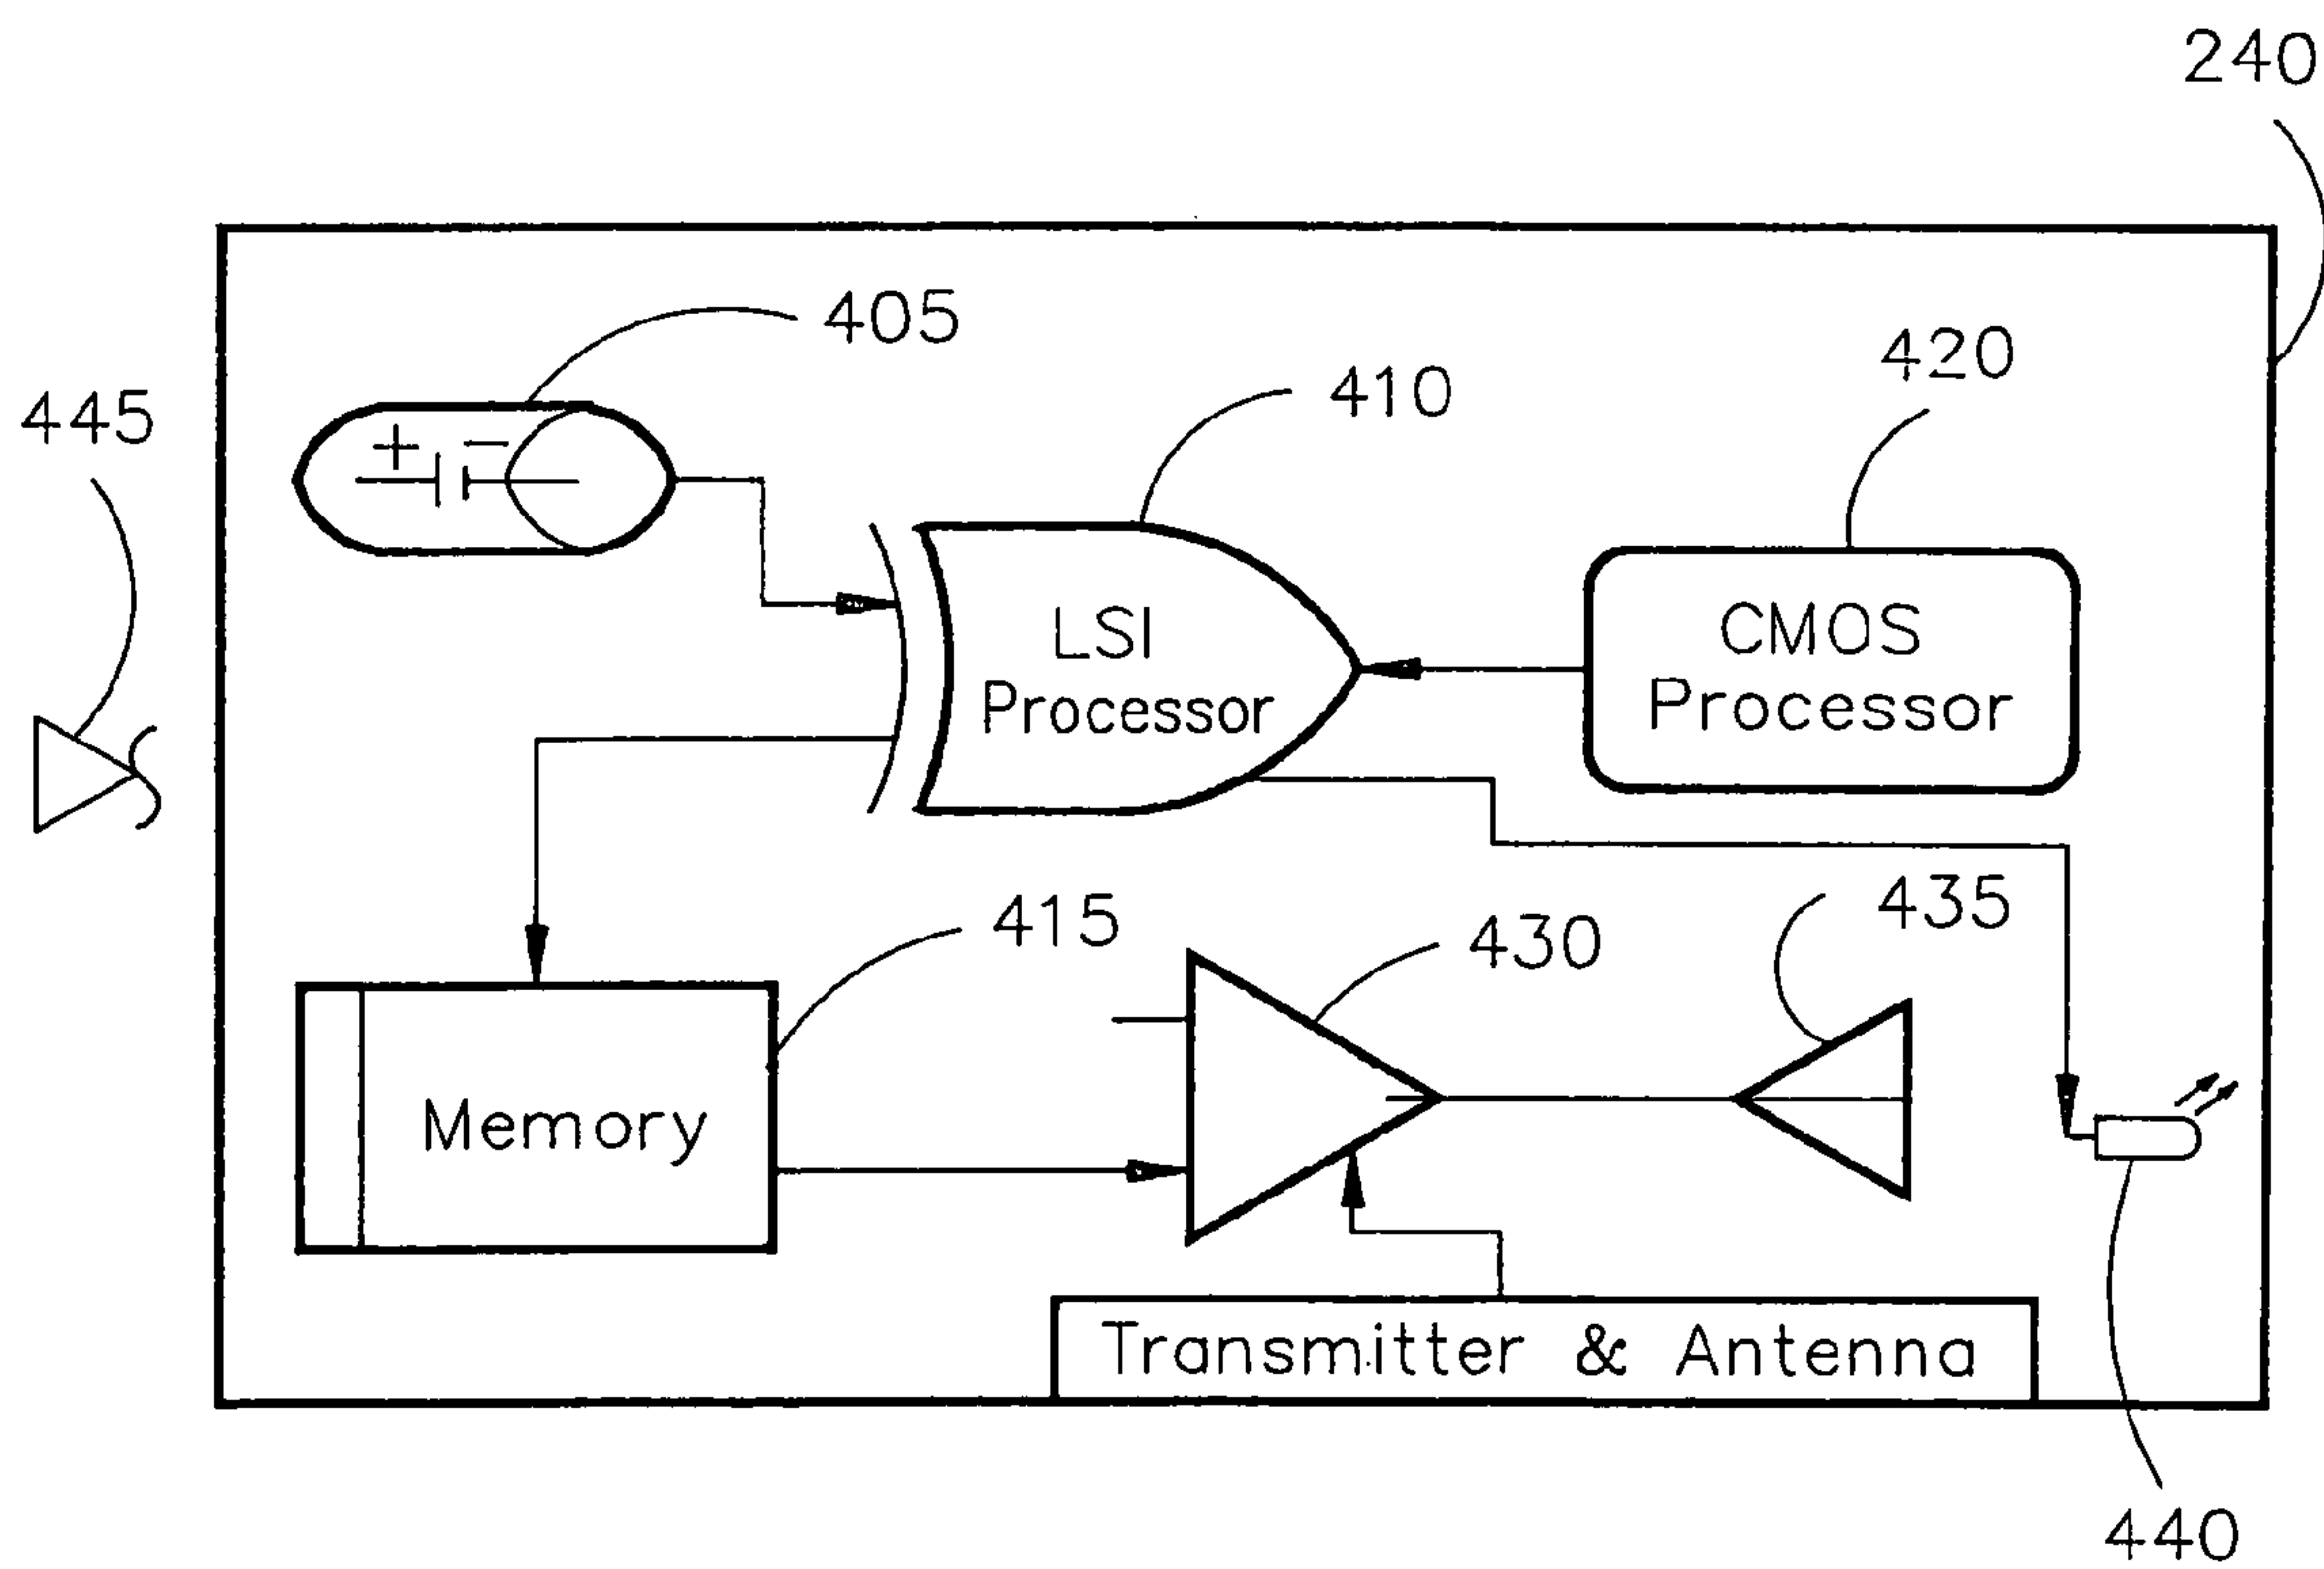 240
405
420
410
445
+ −
LSI
Processor
CMOS
Processor
415
430
435
Memory
Transmitter & Antenna
440